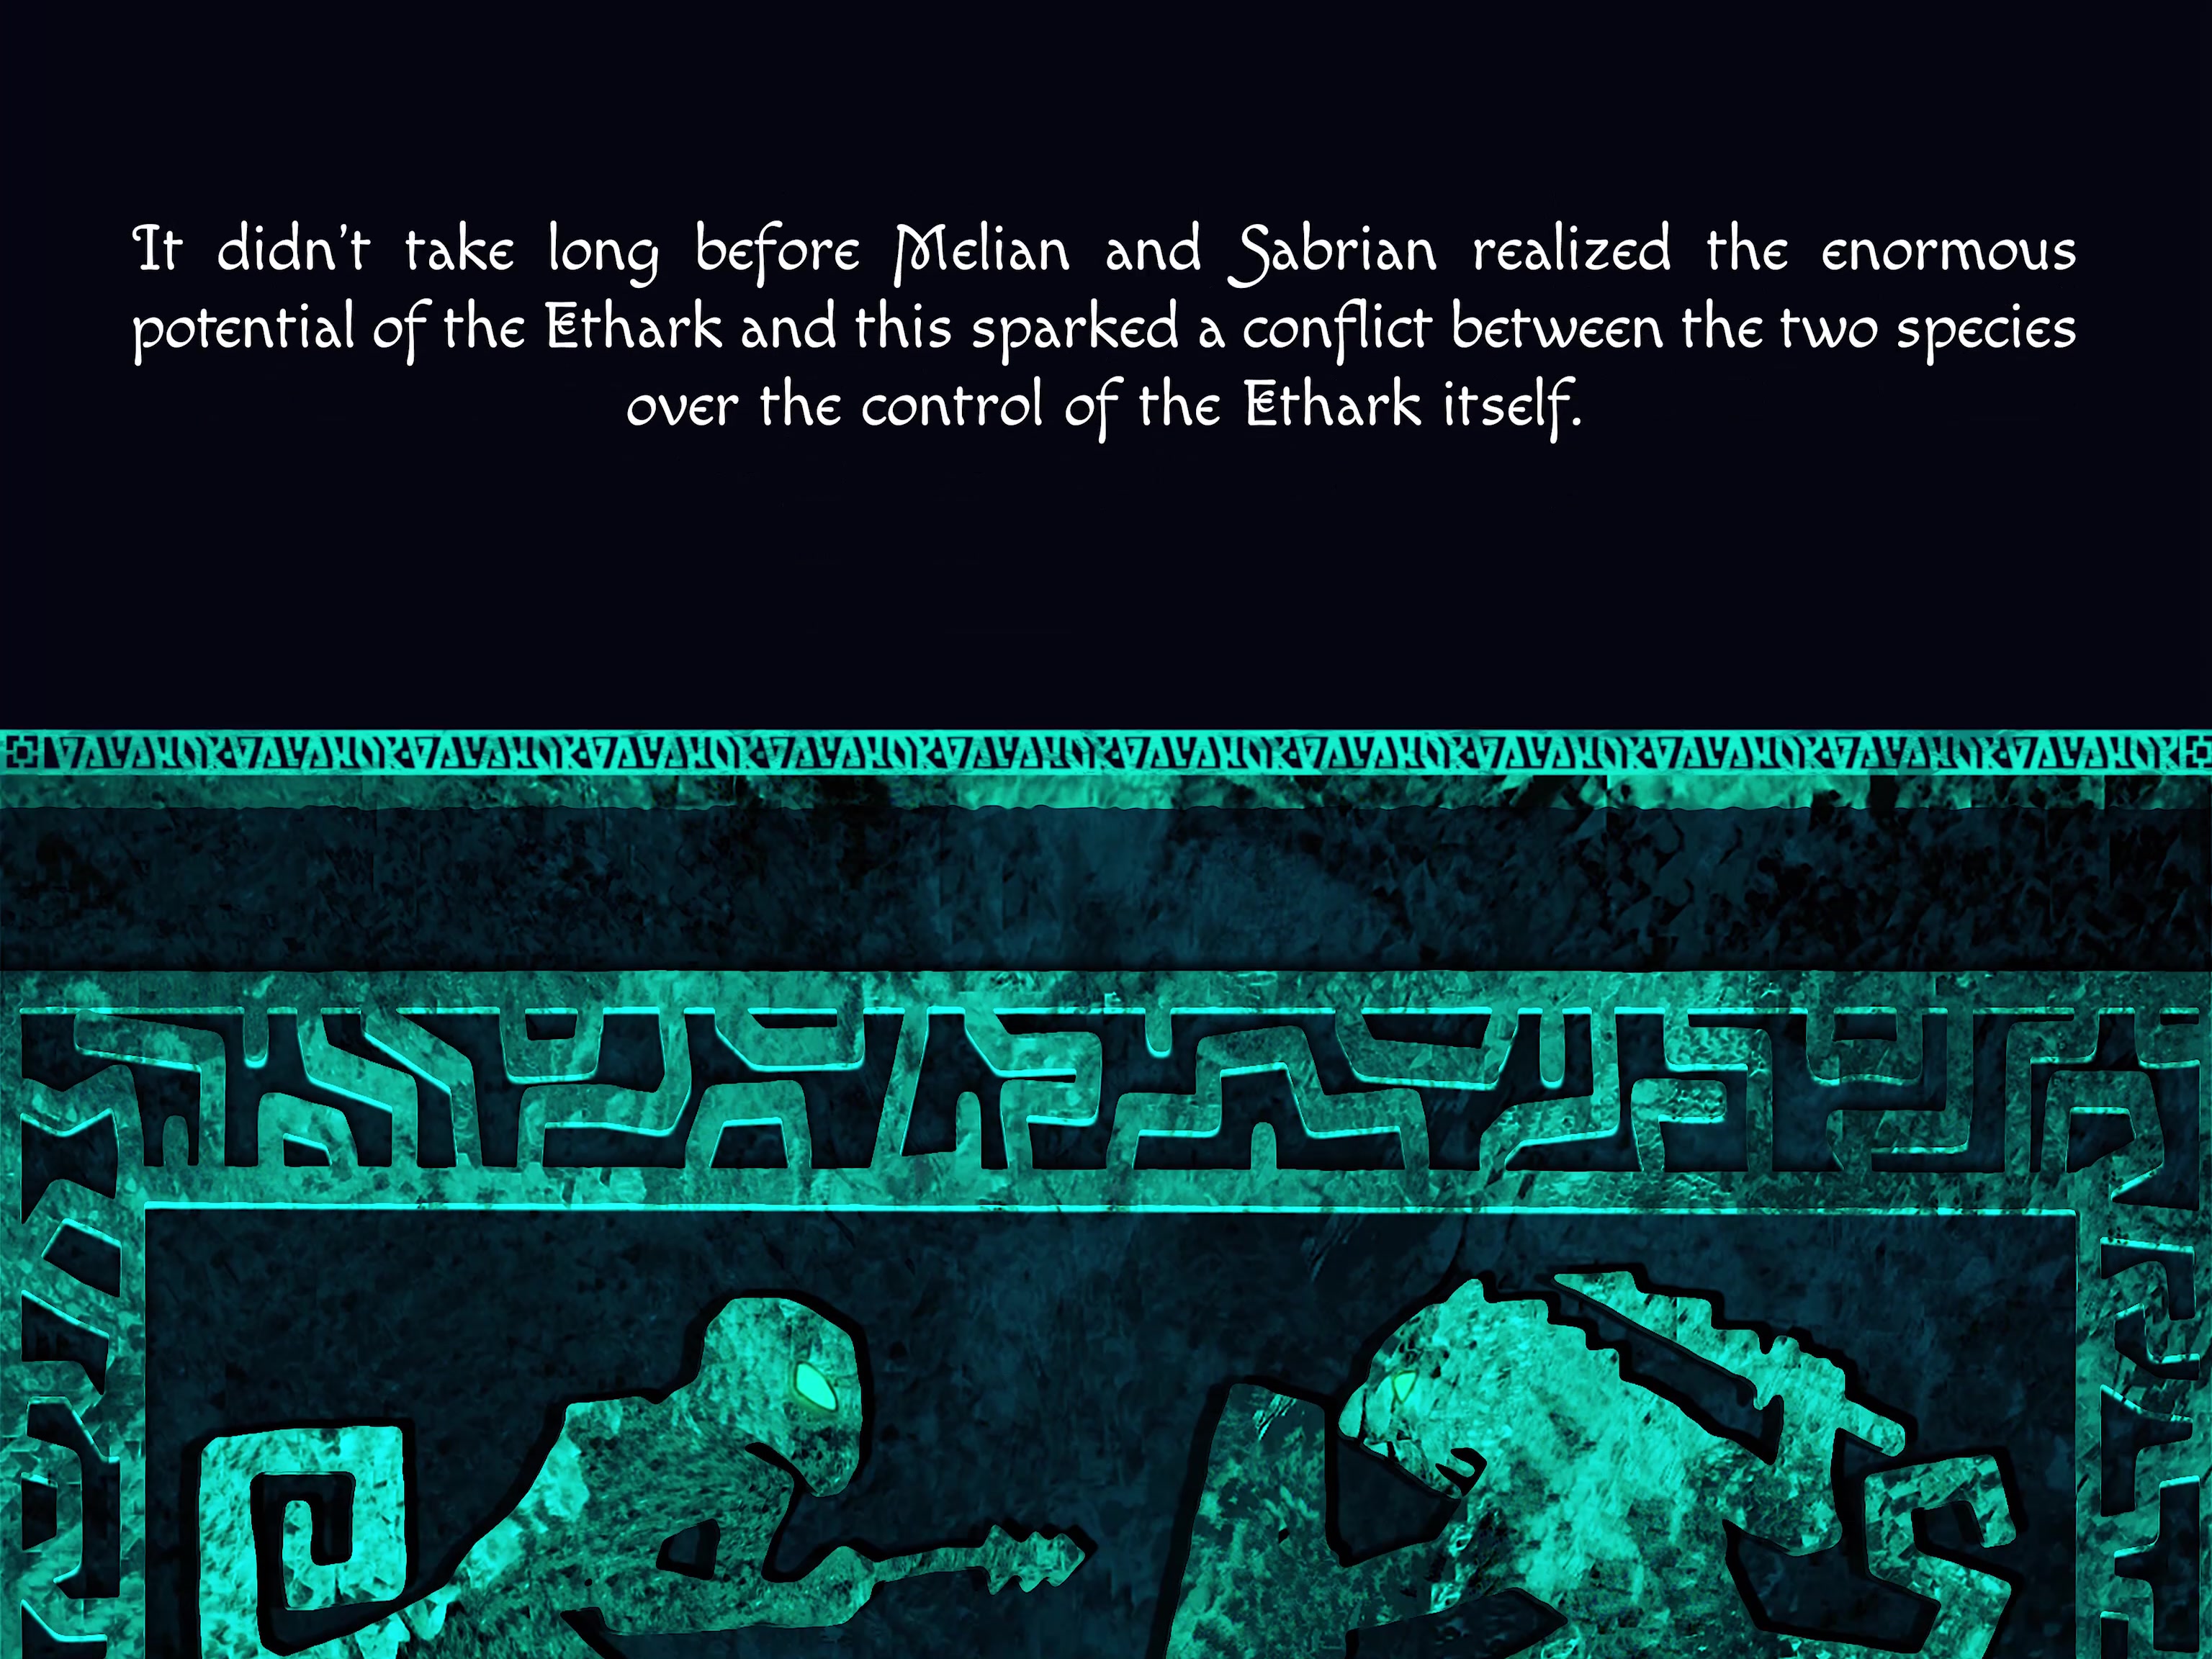 It didn't take long before Melian and Sabrian realized the enormous
potential of the Ethark and this sparked a conflict between the two species
over the control of the Ethark itself.